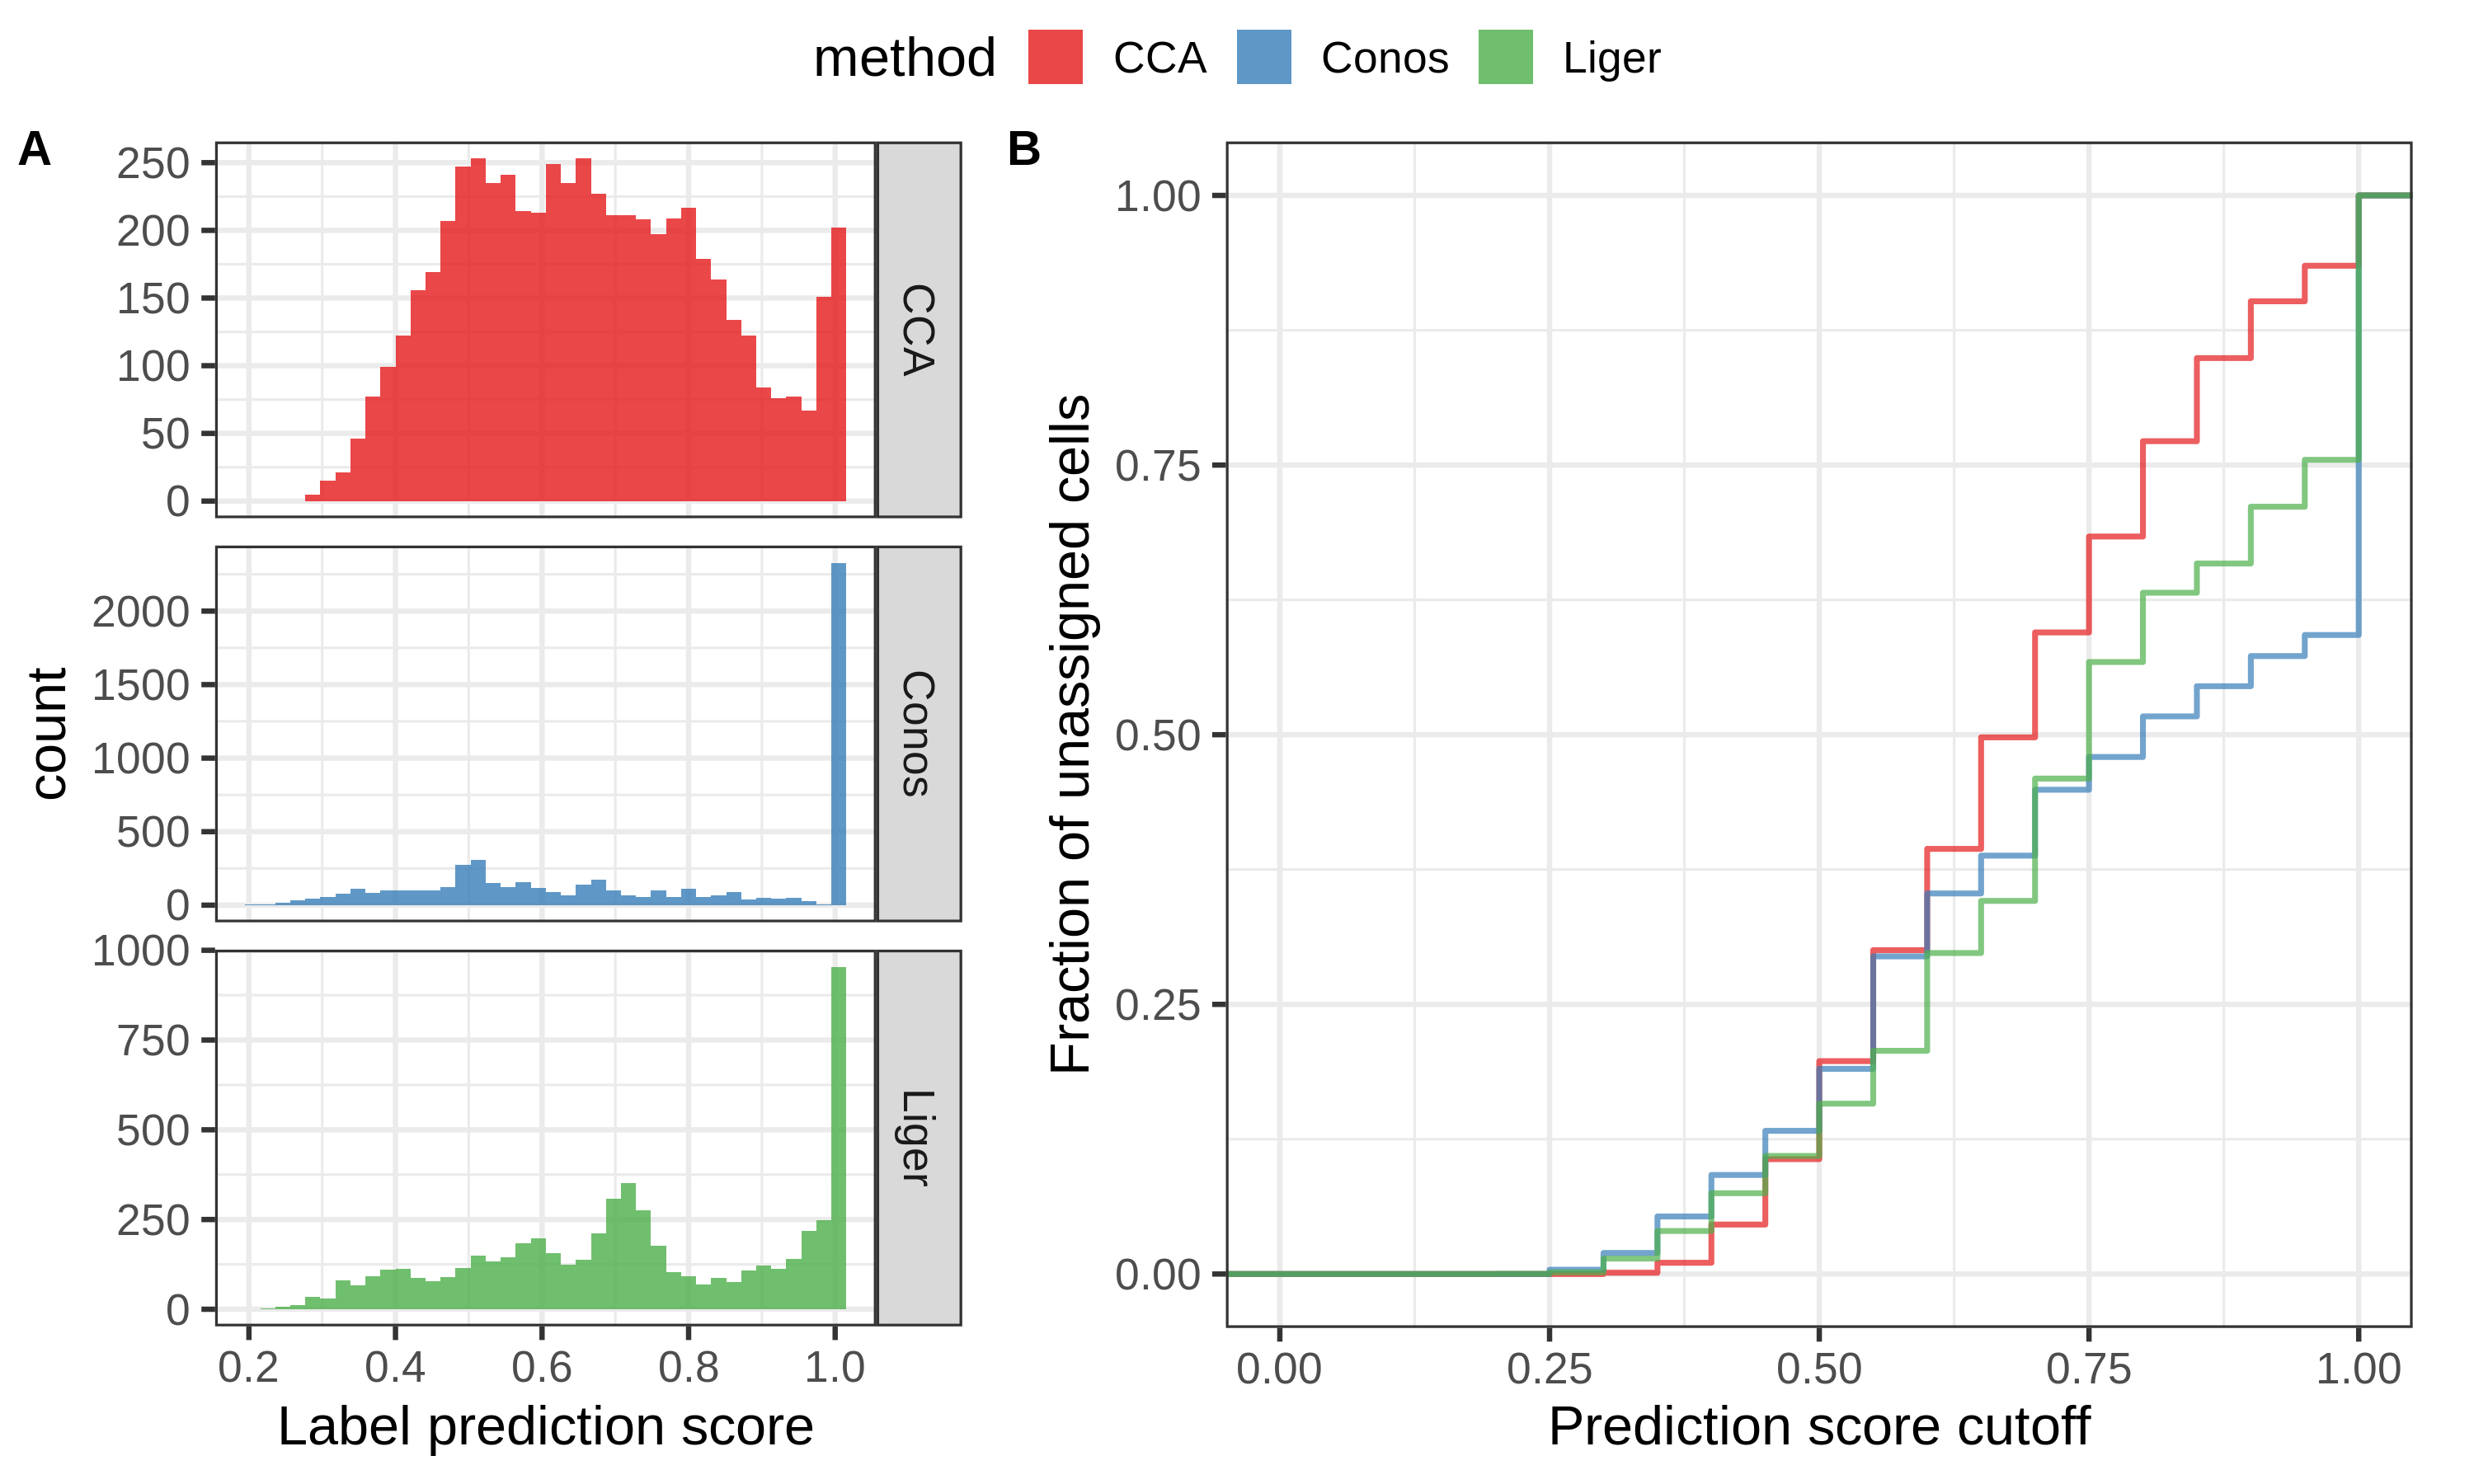 method CCA Conos Liger
A
B
250
200
150
100
50
0
CCA
2000
1500
1000
500
0
Conos
1000
750
500
250
0
Liger
count
0.2 0.4 0.6 0.8 1.0
Label prediction score
1.00
0.75
0.50
0.25
0.00
Fraction of unassigned cells
0.00 0.25 0.50 0.75 1.00
Prediction score cutoff